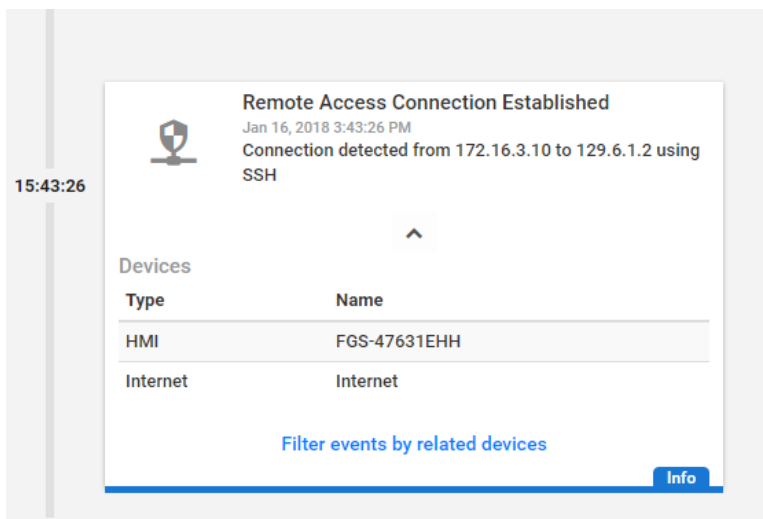 Remote Access Connection Established
Jan 16, 2018 3:43:26 PM
Connection detected from 172.16.3.10 to 129.6.1.2 using
SSH
15:43:26
Devices
Type Name
HMI FGS-47631EHH
Internet Internet
Filter events by related devices
Info